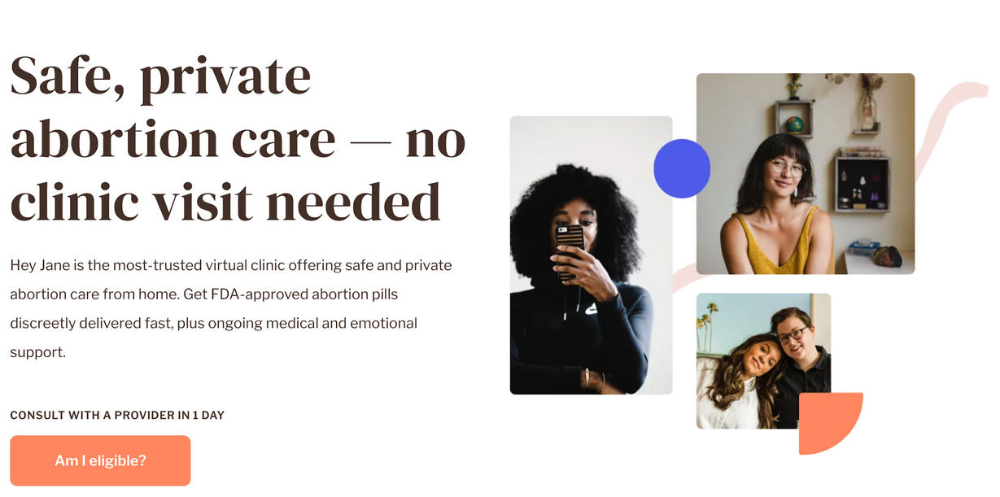 Safe, private
abortion care — no
clinic visit needed
Hey Jane is the most-trusted virtual clinic offering safe and private
abortion care from home. Get FDA-approved abortion pills
discreetly delivered fast, plus ongoing medical and emotional
support.
CONSULT WITH A PROVIDER IN 1 DAY
Am I eligible?